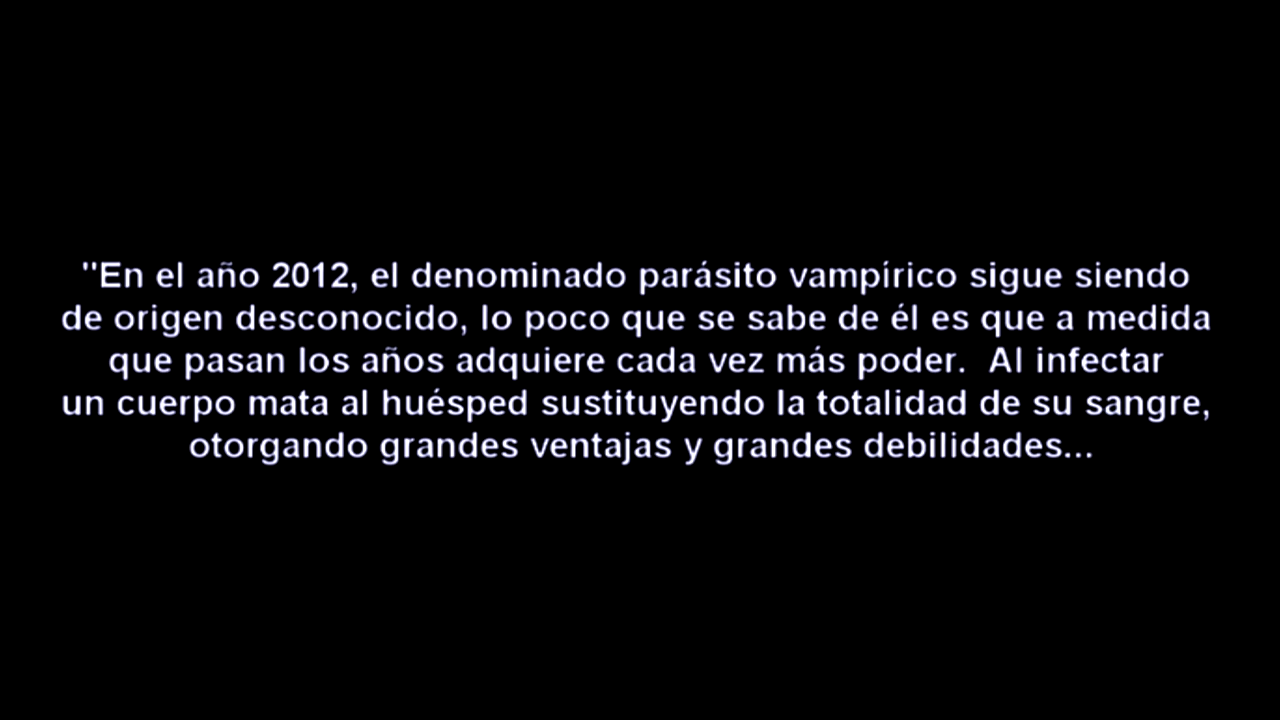 "En el año 2012, el denominado parásito vampírico sigue siendo
de origen desconocido, lo poco que se sabe de él es que a medida
que pasan los años adquiere cada vez más poder.  Al infectar
un cuerpo mata al huésped sustituyendo la totalidad de su sangre,
otorgando grandes ventajas y grandes debilidades...